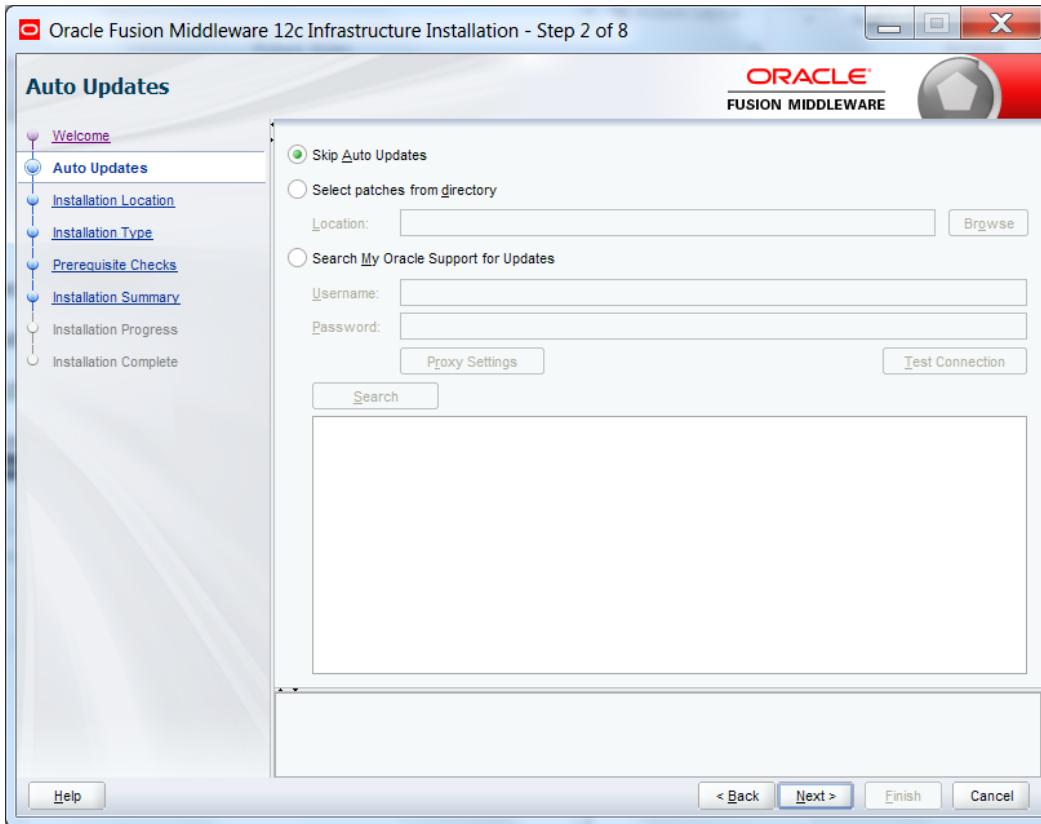 Oracle Fusion Middleware 12c Infrastructure Installation - Step 2 of 8
Auto Updates
ORACLE
FUSION MIDDLEWARE
Welcome
Auto Updates
Installation Location
Installation Type
Prerequisite Checks
Installation Summary
Installation Progress
Installation Complete
Skip Auto Updates
Select patches from directory
Location:
Browse
Search My Oracle Support for Updates
Username:
Password:
Proxy Settings
Test Connection
Search
Help
< Back
Next >
Finish
Cancel